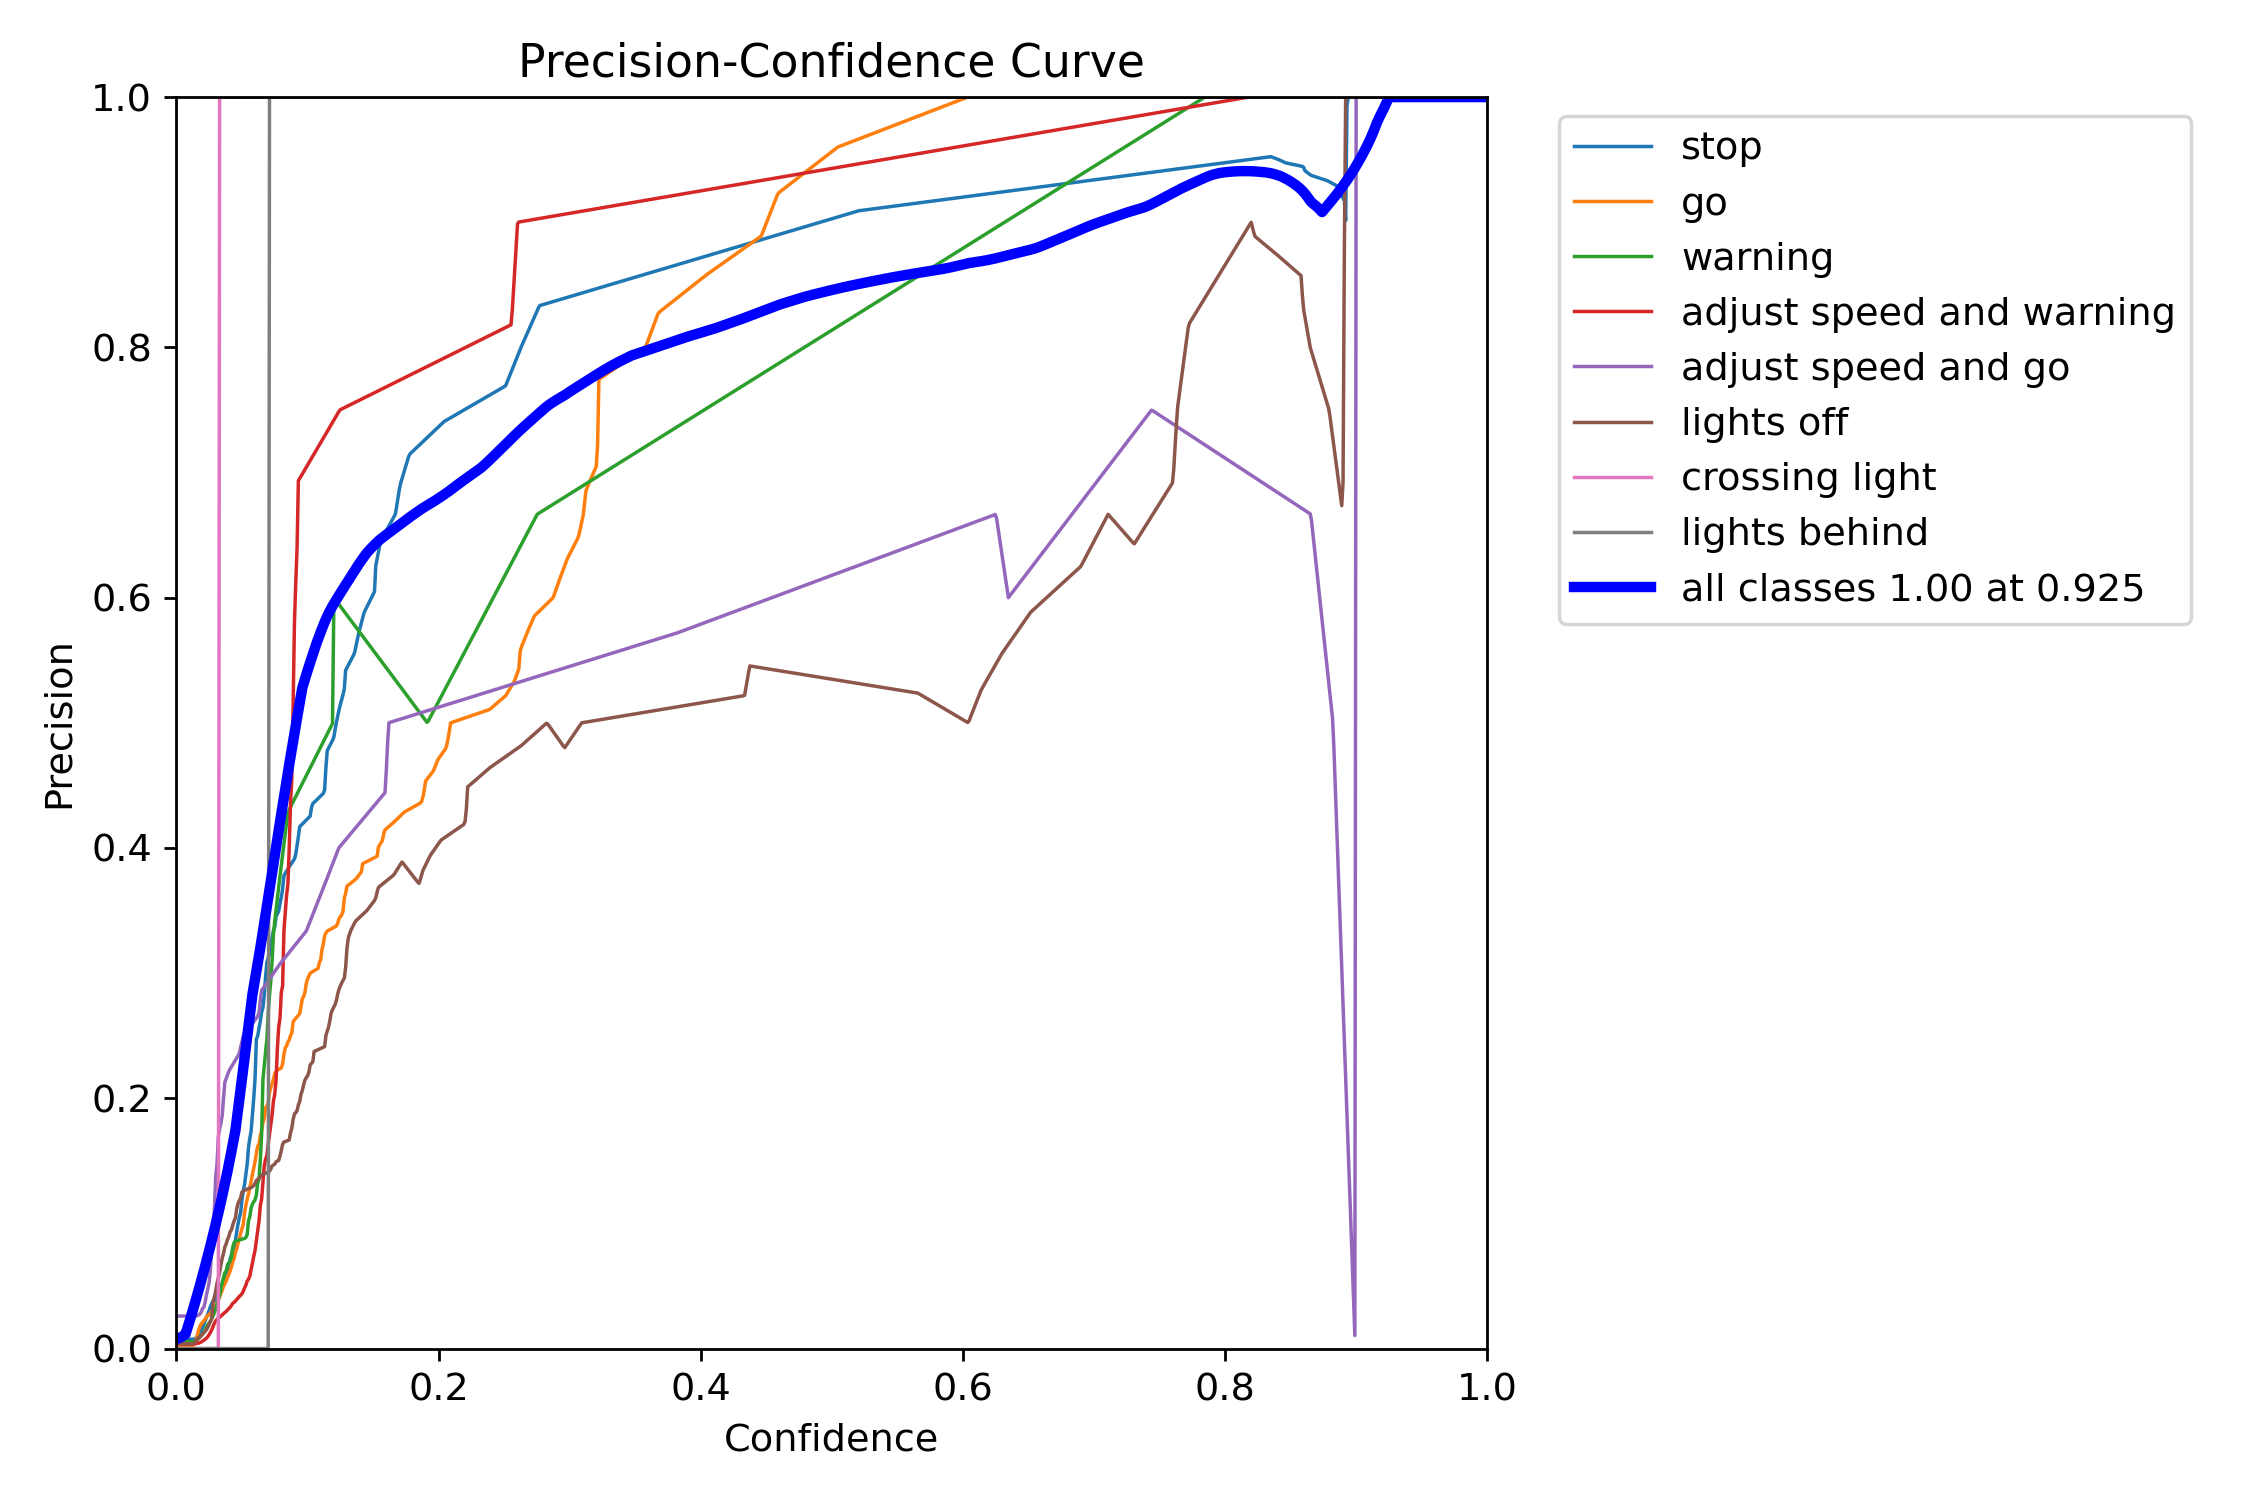 Precision-Confidence Curve
1.0
0.8
0.6
0.4
0.2
0.0
Precision
0.0 0.2 0.4 0.6 0.8 1.0
Confidence
stop
go
warning
adjust speed and warning
adjust speed and go
lights off
crossing light
lights behind
all classes 1.00 at 0.925